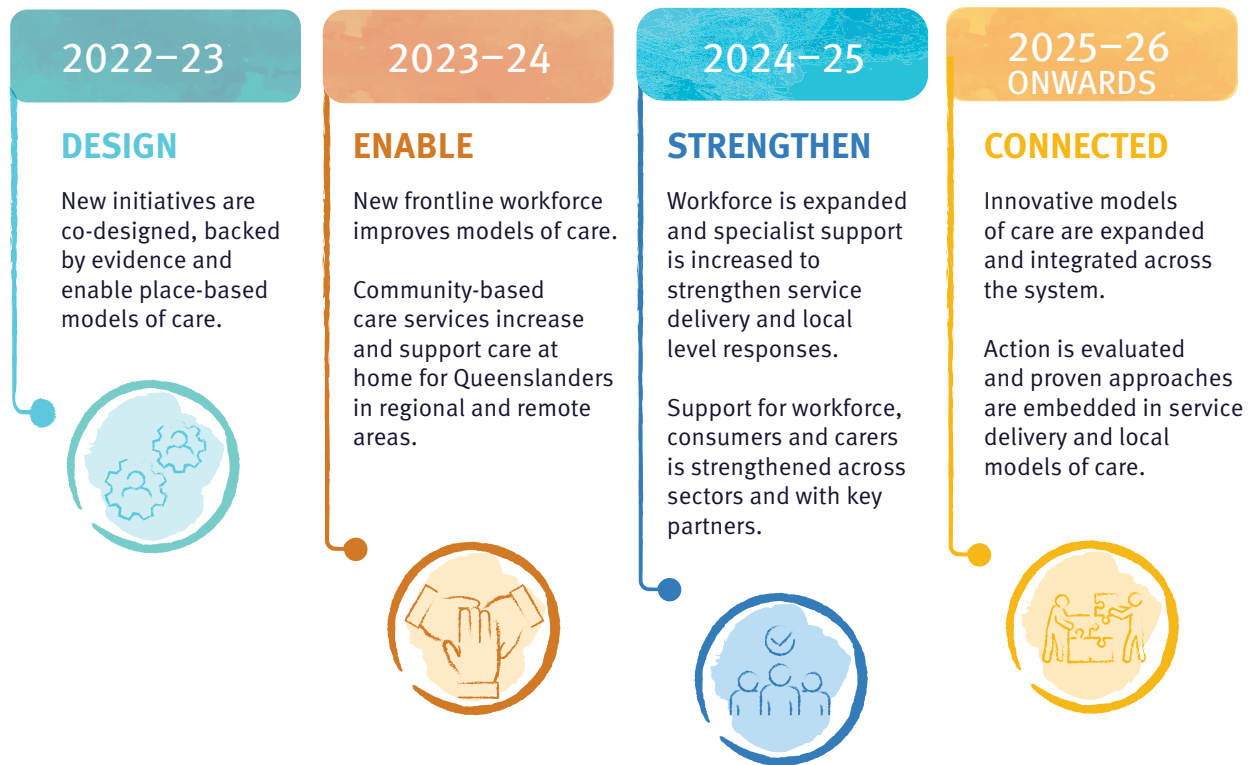 2022–23
DESIGN
New initiatives are
co-designed, backed
by evidence and
enable place-based
models of care.
2023–24
ENABLE
New frontline workforce
improves models of care.
Community-based
care services increase
and support care at
home for Queenslanders
in regional and remote
areas.
2024–25
STRENGTHEN
Workforce is expanded
and specialist support
is increased to
strengthen service
delivery and local
level responses.
Support for workforce,
consumers and carers
is strengthened across
sectors and with key
partners.
2025–26
ONWARDS
CONNECTED
Innovative models
of care are expanded
and integrated across
the system.
Action is evaluated
and proven approaches
are embedded in service
delivery and local
models of care.